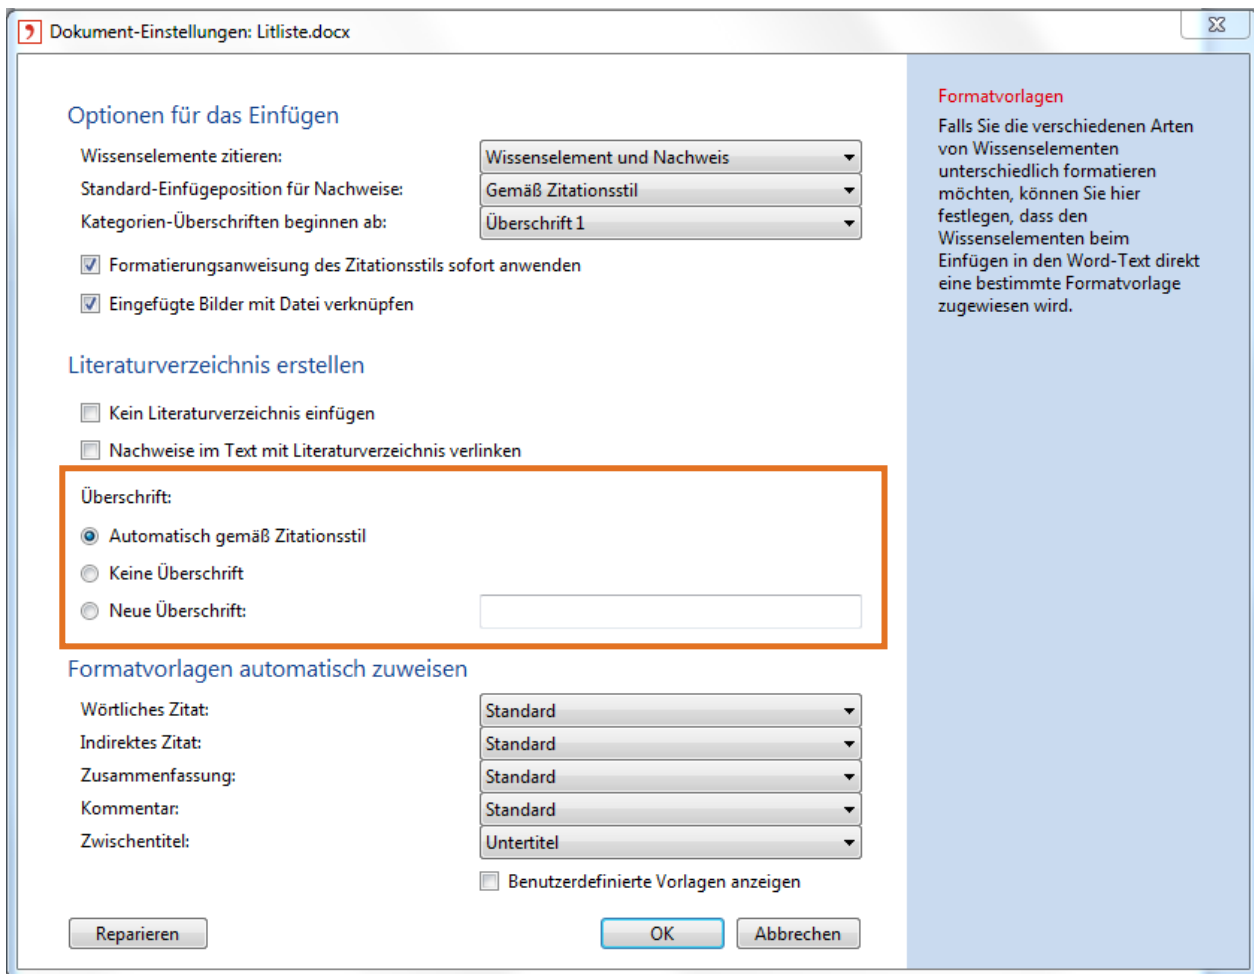 Dokument-Einstellungen: Litliste.docx
Optionen für das Einfügen
Wissenselemente zitieren: Wissenselement und Nachweis
Standard-Einfügeposition für Nachweise: Gemäß Zitationsstil
Kategorien-Überschriften beginnen ab: Überschrift 1
Formatierungsanweisung des Zitationsstils sofort anwenden
Eingefügte Bilder mit Datei verknüpfen
Literaturverzeichnis erstellen
Kein Literaturverzeichnis einfügen
Nachweise im Text mit Literaturverzeichnis verlinken
Überschrift:
Automatisch gemäß Zitationsstil
Keine Überschrift
Neue Überschrift:
Formatvorlagen automatisch zuweisen
Wörtliches Zitat: Standard
Indirektes Zitat: Standard
Zusammenfassung: Standard
Kommentar: Standard
Zwischentitel: Untertitel
Benutzerdefinierte Vorlagen anzeigen
Reparieren OK Abbrechen
Formatvorlagen
Falls Sie die verschiedenen Arten
von Wissenselementen
unterschiedlich formatieren
möchten, können Sie hier
festlegen, dass den
Wissenselementen beim
Einfügen in den Word-Text direkt
eine bestimmte Formatvorlage
zugewiesen wird.